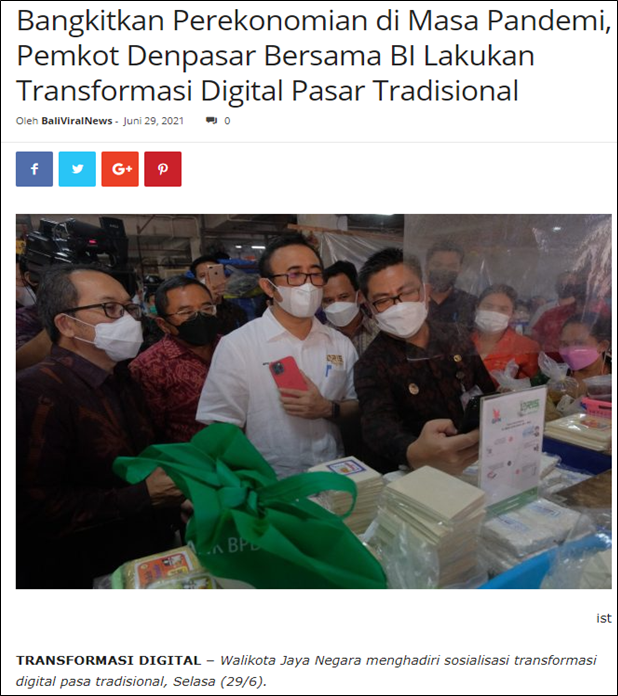 Bangkitkan Perekonomian di Masa Pandemi,
Pemkot Denpasar Bersama BI Lakukan
Transformasi Digital Pasar Tradisional
Oleh BaliViralNews - Juni 29, 2021 0
f G+
BPD
ist
TRANSFORMASI DIGITAL – Walikota Jaya Negara menghadiri sosialisasi transformasi
digital pasa tradisional, Selasa (29/6).